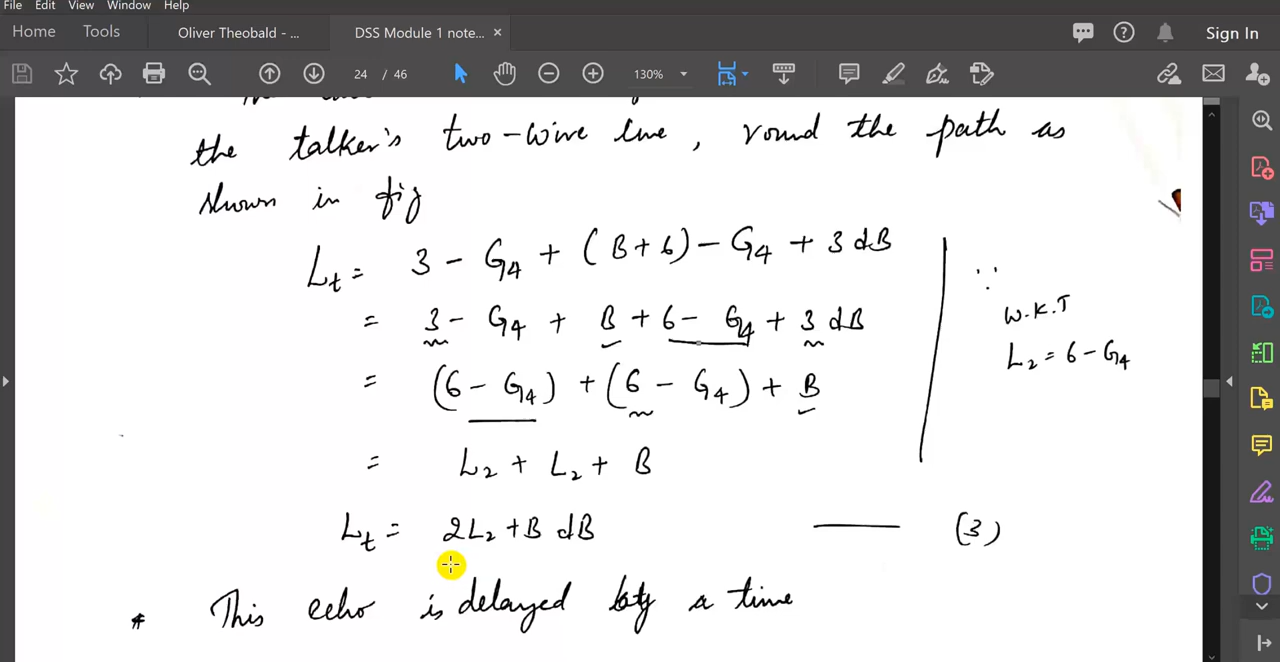 File Edit View Window Help
Home Tools Oliver Theobald - ... DSS Module 1 note... × Sign In
24 / 46 130%
the talker's two-wire line, round the path as
shown in fig
Lt = 3 - G4 + (B+6) - G4 + 3 dB
= 3 - G4 + B + 6 - G4 + 3 dB
= (6 - G4) + (6 - G4) + B
= L2 + L2 + B
Lt = 2L2 + B dB (3)
∵
W.K.T
L2 = 6 - G4
* This echo is delayed by a time